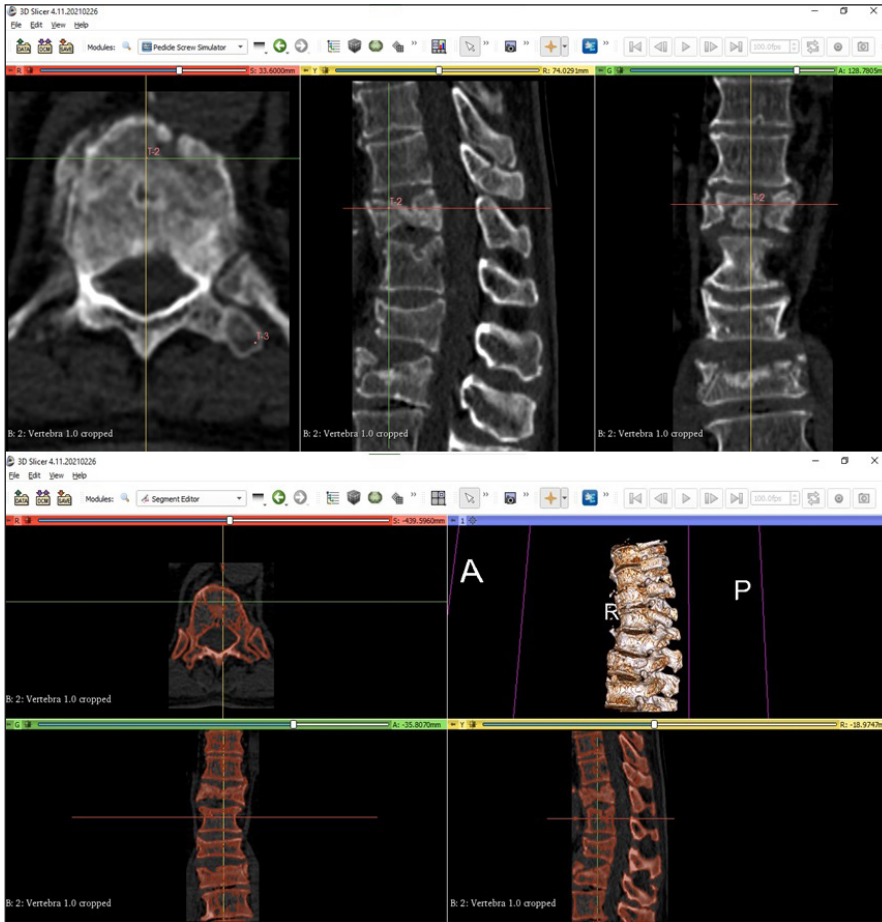 3D Slicer 4.11.20210226
File Edit View Help
DATA DCM SAVE Modules: Pedicle Screw Simulator 100.0fps
R S: 33.6000mm
Y R: 74.0291mm
G A: 128.7805m
T-2
T-3
B: 2: Vertebra 1.0 cropped
T-2
B: 2: Vertebra 1.0 cropped
T-2
B: 2: Vertebra 1.0 cropped
3D Slicer 4.11.20210226
File Edit View Help
DATA DCM SAVE Modules: Segment Editor 100.0fps
R S: -439.5960mm
1
B: 2: Vertebra 1.0 cropped
A R P
G A: -35.8070mm
Y R: -18.9747m
B: 2: Vertebra 1.0 cropped
B: 2: Vertebra 1.0 cropped